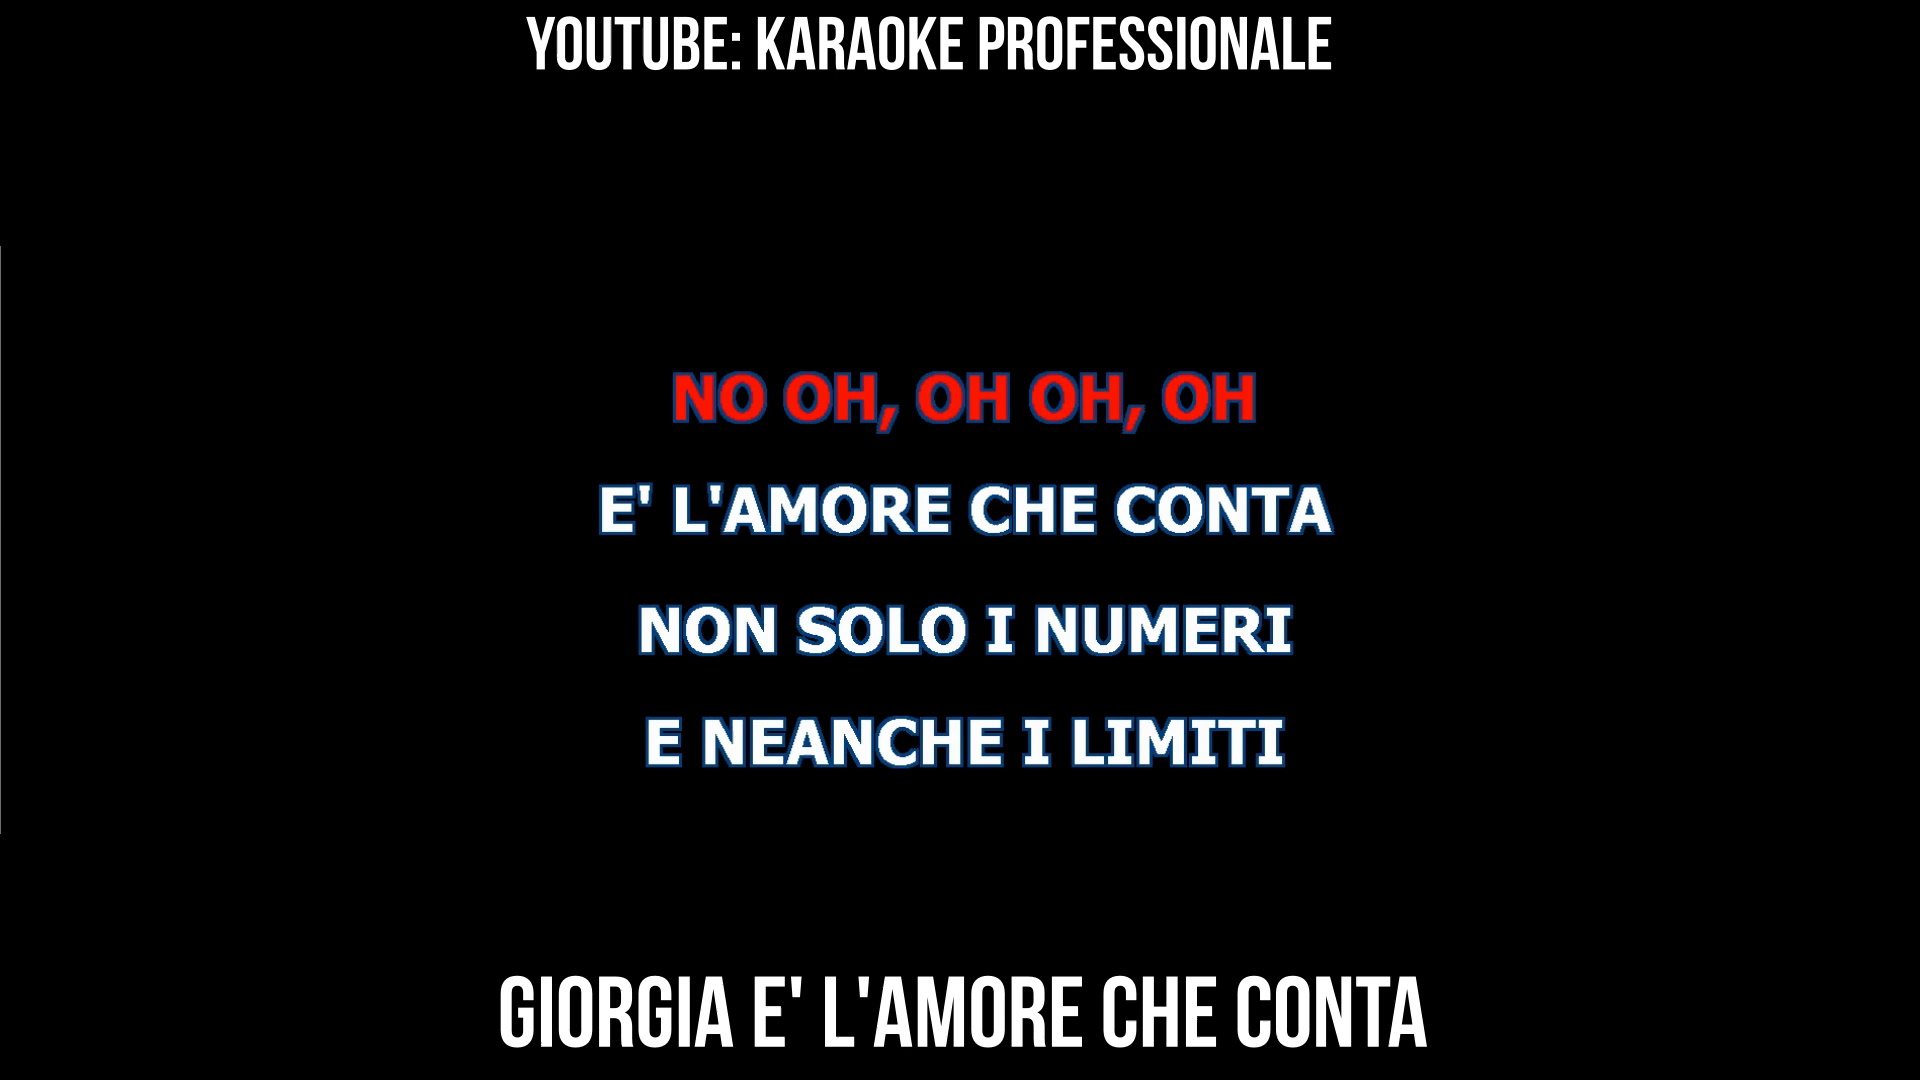 YOUTUBE: KARAOKE PROFESSIONALE
NO OH, OH OH, OH
E' L'AMORE CHE CONTA
NON SOLO I NUMERI
E NEANCHE I LIMITI
GIORGIA E' L'AMORE CHE CONTA